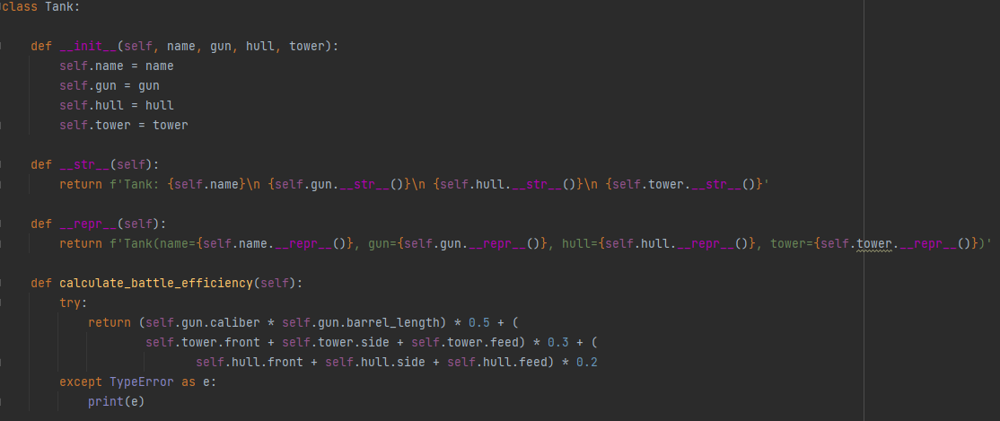 class Tank:
def __init__(self, name, gun, hull, tower):
self.name = name
self.gun = gun
self.hull = hull
self.tower = tower
def __str__(self):
return f'Tank: {self.name}\n {self.gun.__str__()}\n {self.hull.__str__()}\n {self.tower.__str__()}'
def __repr__(self):
return f'Tank(name={self.name.__repr__()}, gun={self.gun.__repr__()}, hull={self.hull.__repr__()}, tower={self.tower.__repr__()})'
def calculate_battle_efficiency(self):
try:
return (self.gun.caliber * self.gun.barrel_length) * 0.5 + (
self.tower.front + self.tower.side + self.tower.feed) * 0.3 + (
self.hull.front + self.hull.side + self.hull.feed) * 0.2
except TypeError as e:
print(e)